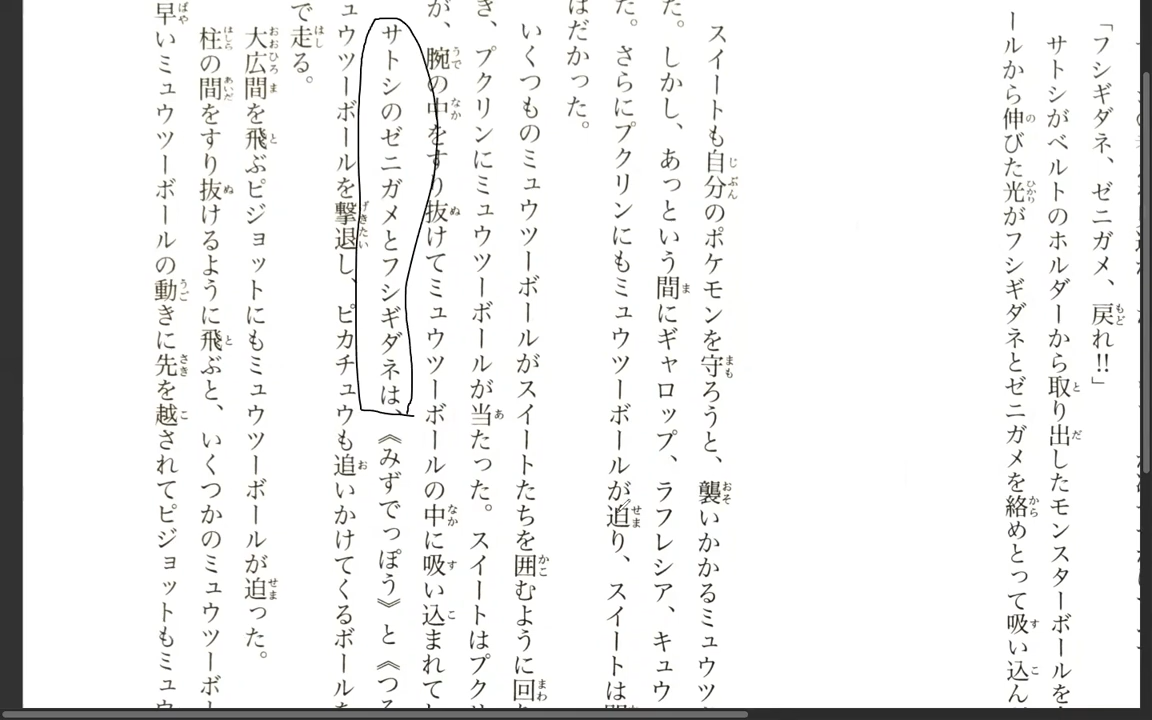 「フシギダネ、ゼニガメ、戻れ!!」
サトシがベルトのホルダーから取り出したモンスターボールを
ールから伸びた光がフシギダネとゼニガメを絡めとって吸い込ん
スイートも自分のポケモンを守ろうと、襲いかかるミュウツ
た。しかし、あっという間にギャロップ、ラフレシア、キュウ
た。さらにプクリンにもミュウツーボールが迫り、スイートは
はだかった。
いくつものミュウツーボールがスイートたちを囲むように回
き、プクリンにミュウツーボールが当たった。スイートはプク
が、腕の中をすり抜けてミュウツーボールの中に吸い込まれて
サトシのゼニガメとフシギダネは、《みずでっぽう》と《つる
ュウツーボールを撃退し、ピカチュウも追いかけてくるボールを
で走る。
大広間を飛ぶピジョットにもミュウツーボールが迫った。
柱の間をすり抜けるように飛ぶと、いくつかのミュウツーボー
早いミュウツーボールの動きに先を越されてピジョットもミュウ